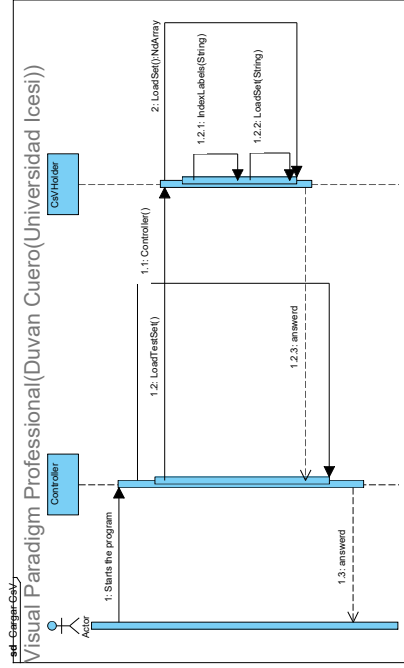 sd Cargar CsV
Visual Paradigm Professional(Duvan Cuero(Universidad Icesi))
Actor
Controller
CsVHolder
1: Starts the program
1.1: Controller()
1.2: LoadTestSet()
2: LoadSet():NdArray
1.2.1: IndexLabels(String)
1.2.2: LoadSet(String)
1.2.3: answerd
1.3: answerd